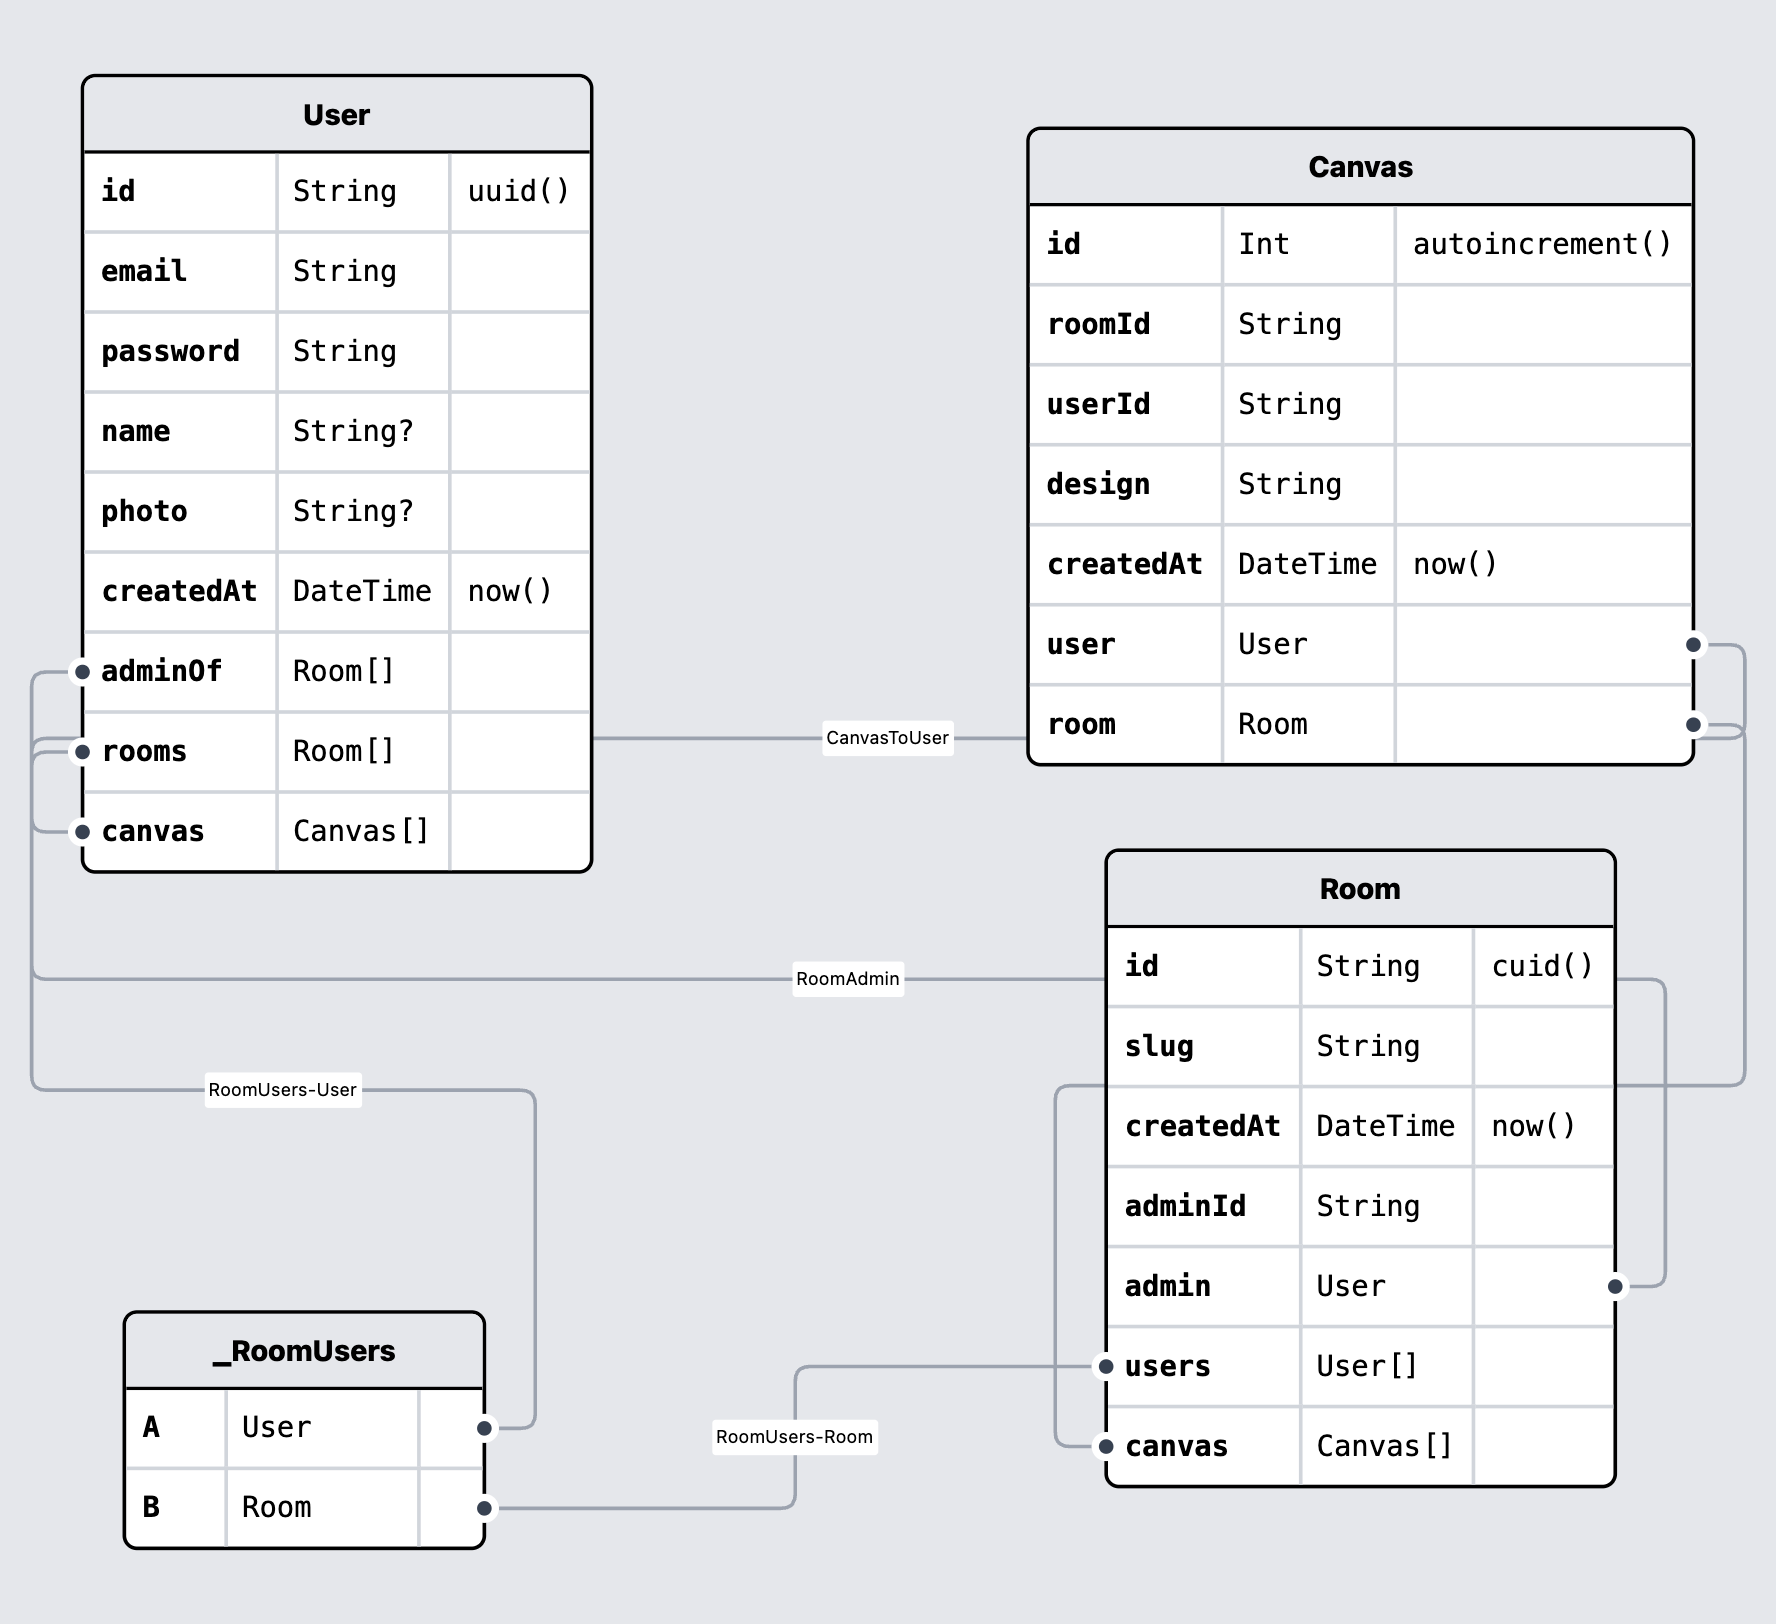 User
id String uuid()
email String
password String
name String?
photo String?
createdAt DateTime now()
adminOf Room[]
rooms Room[]
canvas Canvas[]
Canvas
id Int autoincrement()
roomId String
userId String
design String
createdAt DateTime now()
user User
room Room
CanvasToUser
Room
id String cuid()
slug String
createdAt DateTime now()
adminId String
admin User
users User[]
canvas Canvas[]
RoomAdmin
RoomUsers-User
_RoomUsers
A User
B Room
RoomUsers-Room